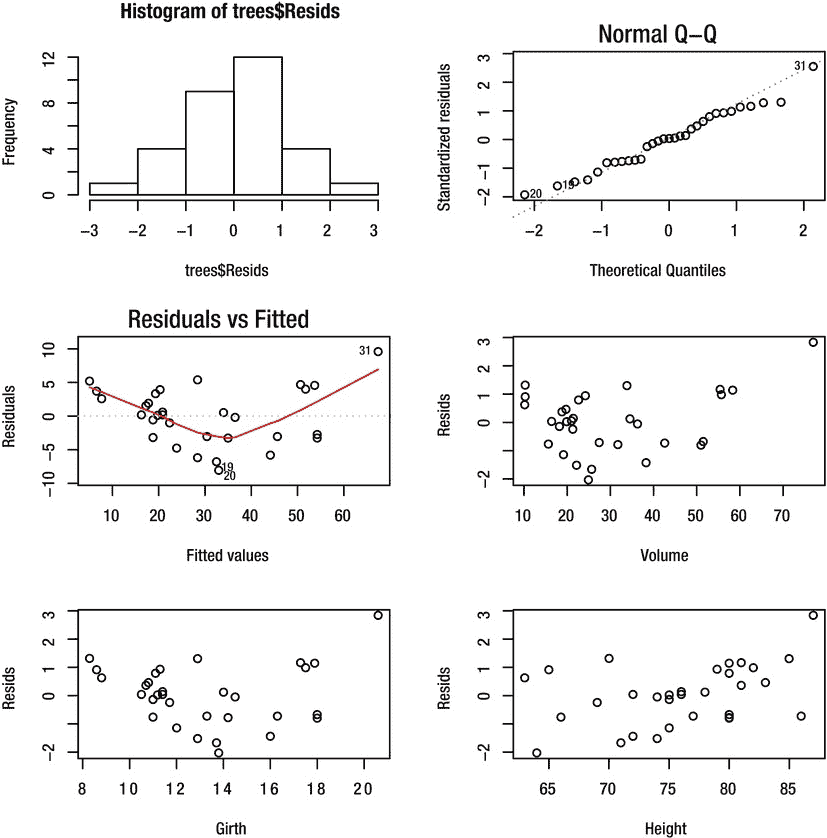 Histogram of trees$Resids
Frequency
0 4 8 12
−3 −2 −1 0 1 2 3
trees$Resids
Normal Q−Q
Standardized residuals
−2 −1 0 1 2 3
31
20
19
−2 −1 0 1 2
Theoretical Quantiles
Residuals vs Fitted
Residuals
−10 −5 0 5 10
31
19
20
10 20 30 40 50 60
Fitted values
Resids
−2 0 1 2 3
10 20 30 40 50 60 70
Volume
Resids
−2 0 1 2 3
8 10 12 14 16 18 20
Girth
Resids
−2 0 1 2 3
65 70 75 80 85
Height